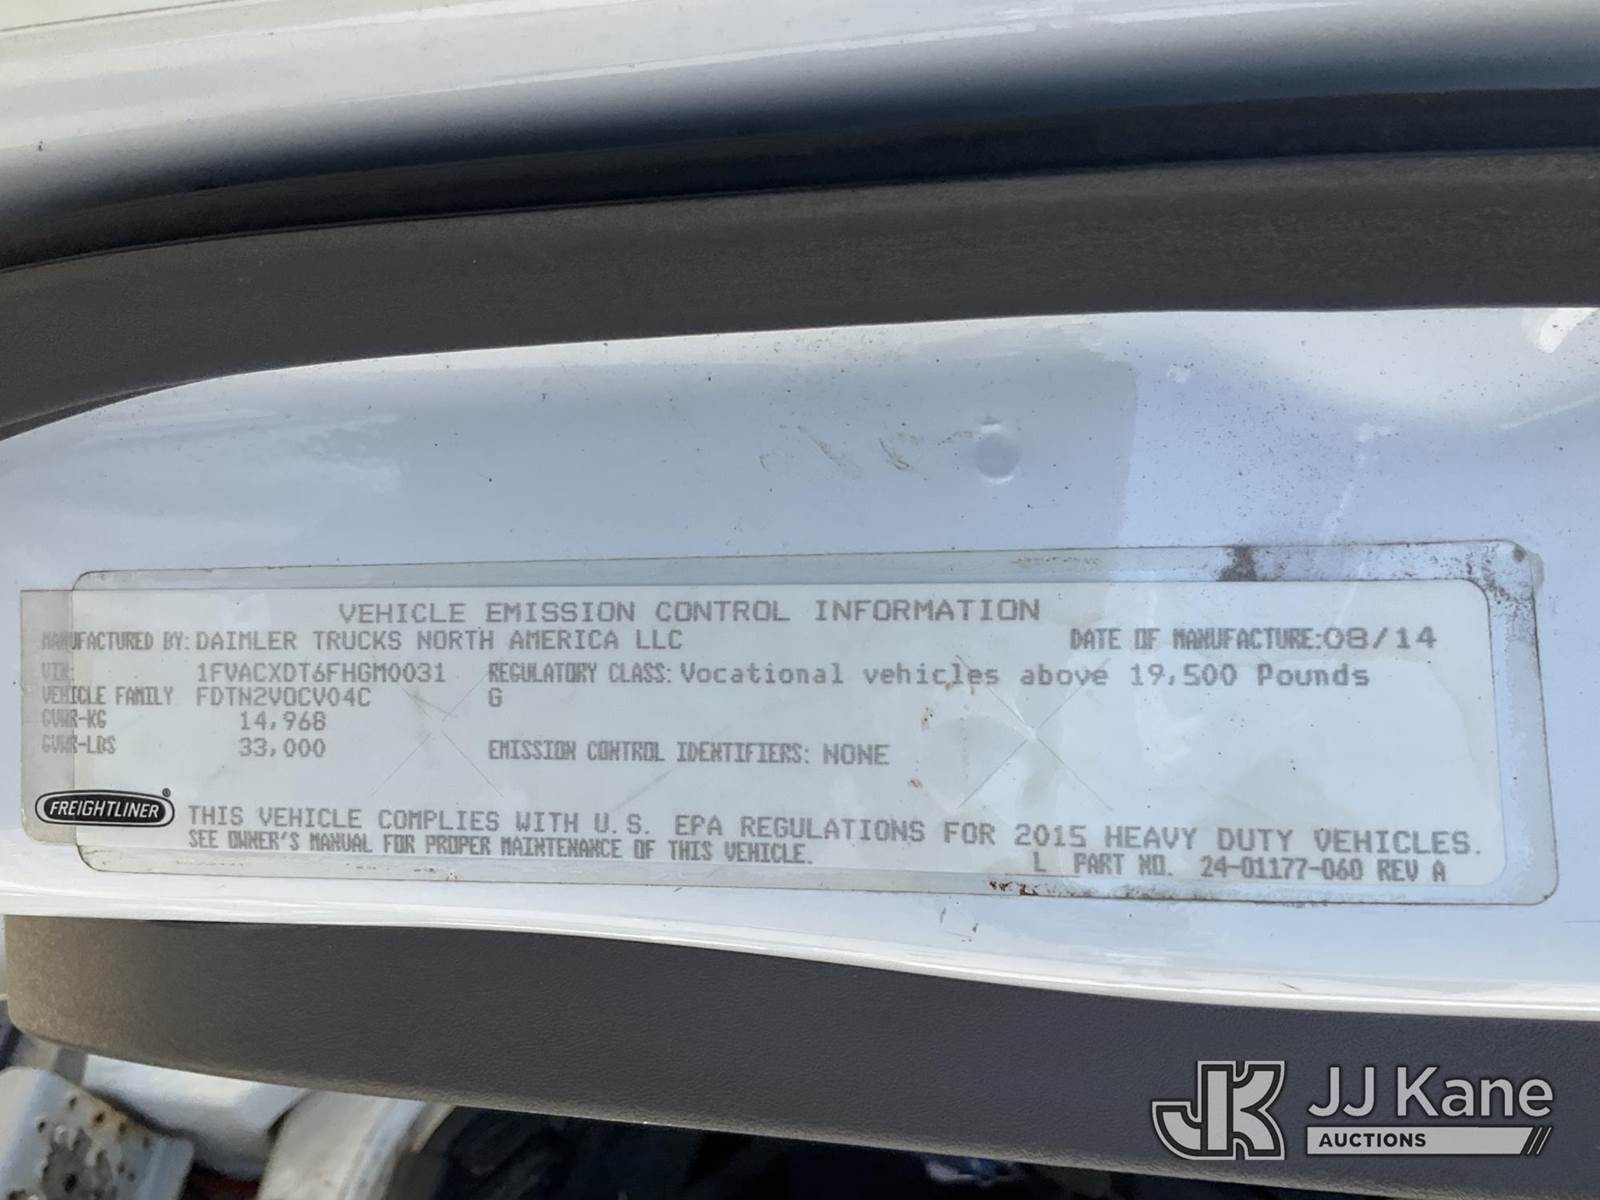 VEHICLE EMISSION CONTROL INFORMATION
MANUFACTURED BY: DAIMLER TRUCKS NORTH AMERICA LLC DATE OF MANUFACTURE: 08/14
VIN: 1FVACXDT6FHGM0031 REGULATORY CLASS: Vocational vehicles above 19,500 Pounds
VEHICLE FAMILY FDTN2VOCV04C G
GVWR-KG 14,968
GVWR-LBS 33,000 EMISSION CONTROL IDENTIFIERS: NONE
FREIGHTLINER® THIS VEHICLE COMPLIES WITH U.S. EPA REGULATIONS FOR 2015 HEAVY DUTY VEHICLES.
SEE OWNER'S MANUAL FOR PROPER MAINTENANCE OF THIS VEHICLE. L PART NO. 24-01177-060 REV A
JK JJ Kane
AUCTIONS